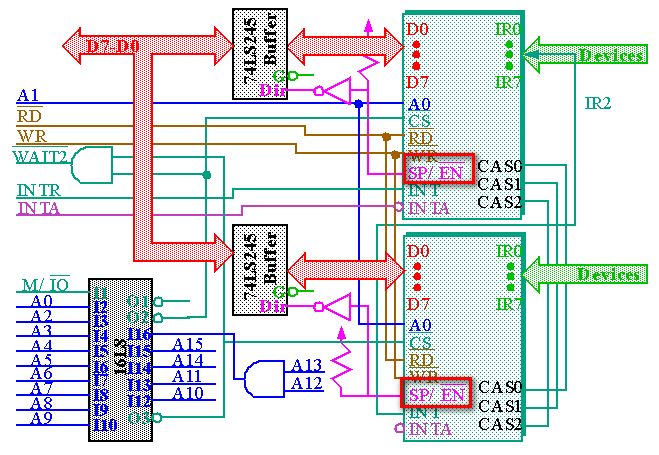 D7-D0
74LS245
Buffer
G
Dir
D0
D7
A0
CS
RD
WR
SP/ EN
INT
INTA
IR0
IR7
Devices
IR2
CAS0
CAS1
CAS2
A1
RD
WR
WAIT2
INTR
INTA
74LS245
Buffer
G
Dir
D0
D7
A0
CS
RD
WR
SP/ EN
INT
INTA
IR0
IR7
Devices
CAS0
CAS1
CAS2
M/ IO
A0
A2
A3
A4
A5
A6
A7
A8
A9
I1
I2
I3
I4
I5
I6
I7
I8
I9
I10
16L8
O1
O2
I16
I15
I14
I13
I12
O3
A15
A14
A11
A10
A13
A12